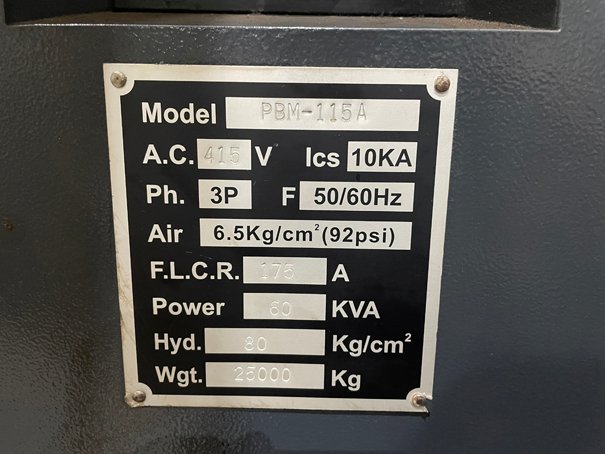 Model PBM-115A
A.C. 415 V Ics 10KA
Ph. 3P F 50/60Hz
Air 6.5Kg/cm²(92psi)
F.L.C.R. 175 A
Power 60 KVA
Hyd. 80 Kg/cm²
Wgt. 25000 Kg